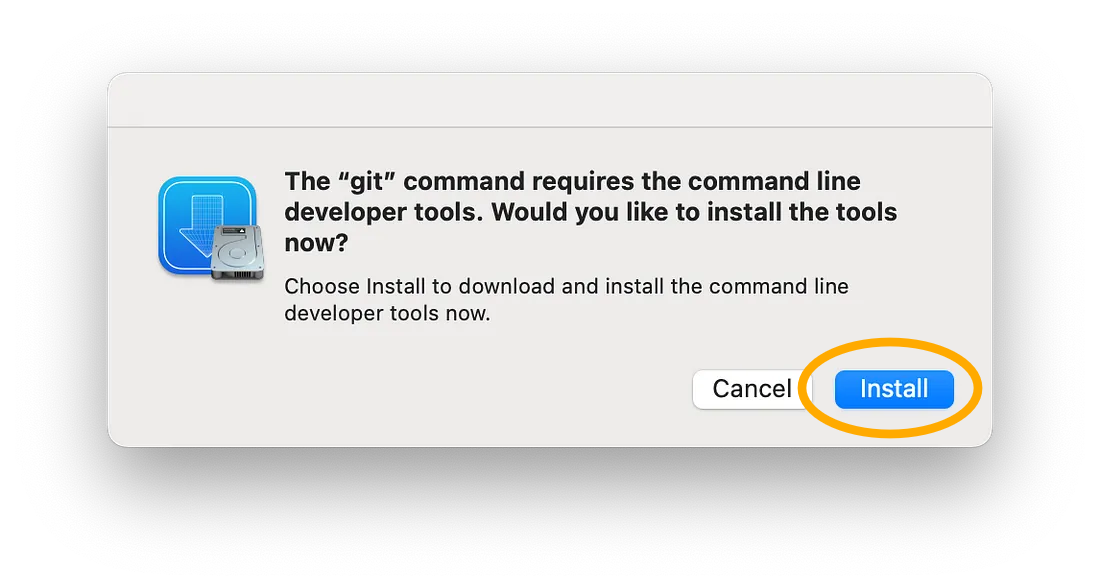 The “git” command requires the command line
developer tools. Would you like to install the tools
now?
Choose Install to download and install the command line
developer tools now.
Cancel
Install